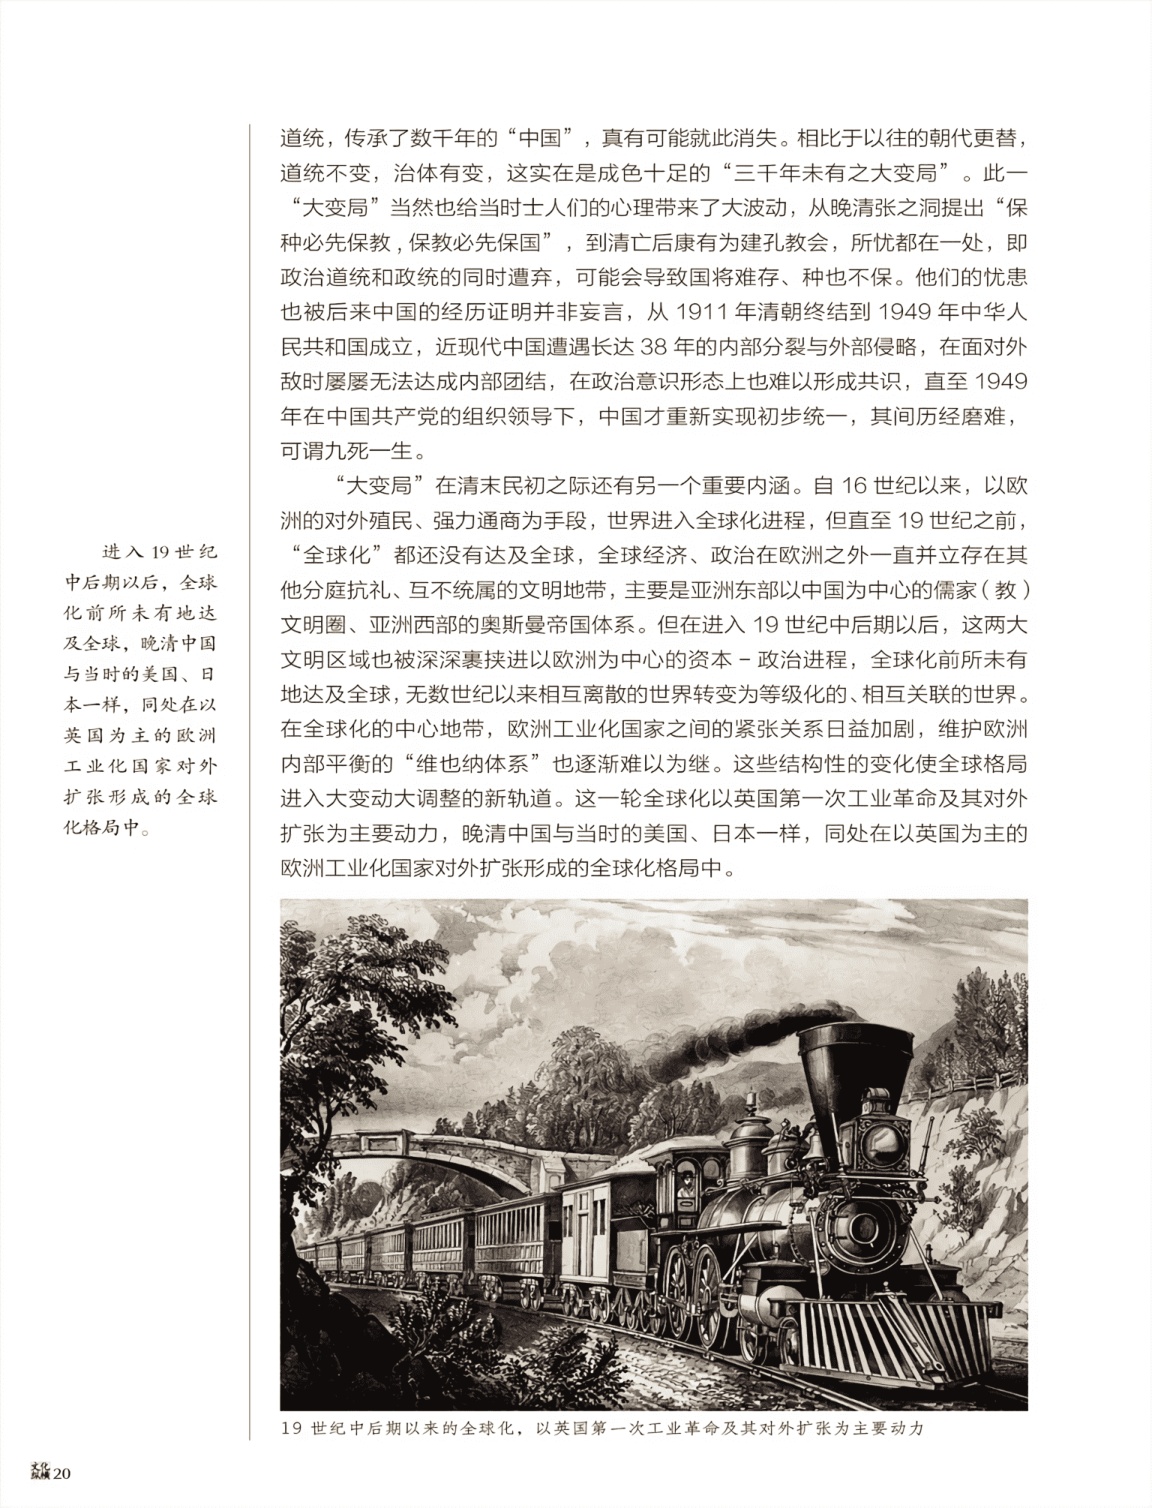 道统，传承了数千年的“中国”，真有可能就此消失。相比于以往的朝代更替，
道统不变，治体有变，这实在是成色十足的“三千年未有之大变局”。此一
“大变局”当然也给当时士人们的心理带来了大波动，从晚清张之洞提出“保
种必先保教，保教必先保国”，到清亡后康有为建孔教会，所忧都在一处，即
政治道统和政统的同时遭弃，可能会导致国将难存、种也不保。他们的忧患
也被后来中国的经历证明并非妄言，从 1911 年清朝终结到 1949 年中华人
民共和国成立，近现代中国遭遇长达 38 年的内部分裂与外部侵略，在面对外
敌时屡屡无法达成内部团结，在政治意识形态上也难以形成共识，直至 1949
年在中国共产党的组织领导下，中国才重新实现初步统一，其间历经磨难，
可谓九死一生。
“大变局”在清末民初之际还有另一个重要内涵。自 16 世纪以来，以欧
洲的对外殖民、强力通商为手段，世界进入全球化进程，但直至 19 世纪之前，
“全球化”都还没有达及全球，全球经济、政治在欧洲之外一直并立存在其
他分庭抗礼、互不统属的文明地带，主要是亚洲东部以中国为中心的儒家（教）
文明圈、亚洲西部的奥斯曼帝国体系。但在进入 19 世纪中后期以后，这两大
文明区域也被深深裹挟进以欧洲为中心的资本－政治进程，全球化前所未有
地达及全球，无数世纪以来相互离散的世界转变为等级化的、相互关联的世界。
在全球化的中心地带，欧洲工业化国家之间的紧张关系日益加剧，维护欧洲
内部平衡的“维也纳体系”也逐渐难以为继。这些结构性的变化使全球格局
进入大变动大调整的新轨道。这一轮全球化以英国第一次工业革命及其对外
扩张为主要动力，晚清中国与当时的美国、日本一样，同处在以英国为主的
欧洲工业化国家对外扩张形成的全球化格局中。
进入 19 世纪
中后期以后，全球
化前所未有地达
及全球，晚清中国
与当时的美国、日
本一样，同处在以
英国为主的欧洲
工业化国家对外
扩张形成的全球
化格局中。
19 世纪中后期以来的全球化，以英国第一次工业革命及其对外扩张为主要动力
文化
纵横 20